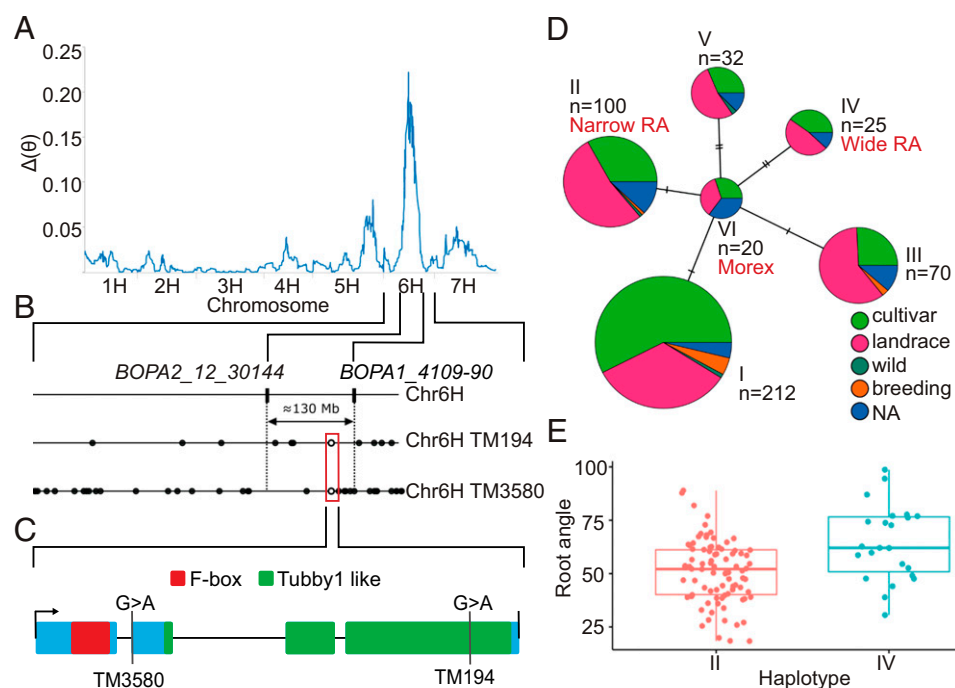 A
0.25
0.20
0.15
0.10
0.05
Δ(θ)
1H 2H 3H 4H 5H 6H 7H
Chromosome
B
BOPA2_12_30144
BOPA1_4109-90
Chr6H
≈130 Mb
Chr6H TM194
Chr6H TM3580
C
F-box
Tubby1 like
G>A
G>A
TM3580
TM194
D
V
n=32
II
n=100
Narrow RA
IV
n=25
Wide RA
VI
n=20
Morex
III
n=70
I
n=212
cultivar
landrace
wild
breeding
NA
E
100
75
50
25
Root angle
II
IV
Haplotype